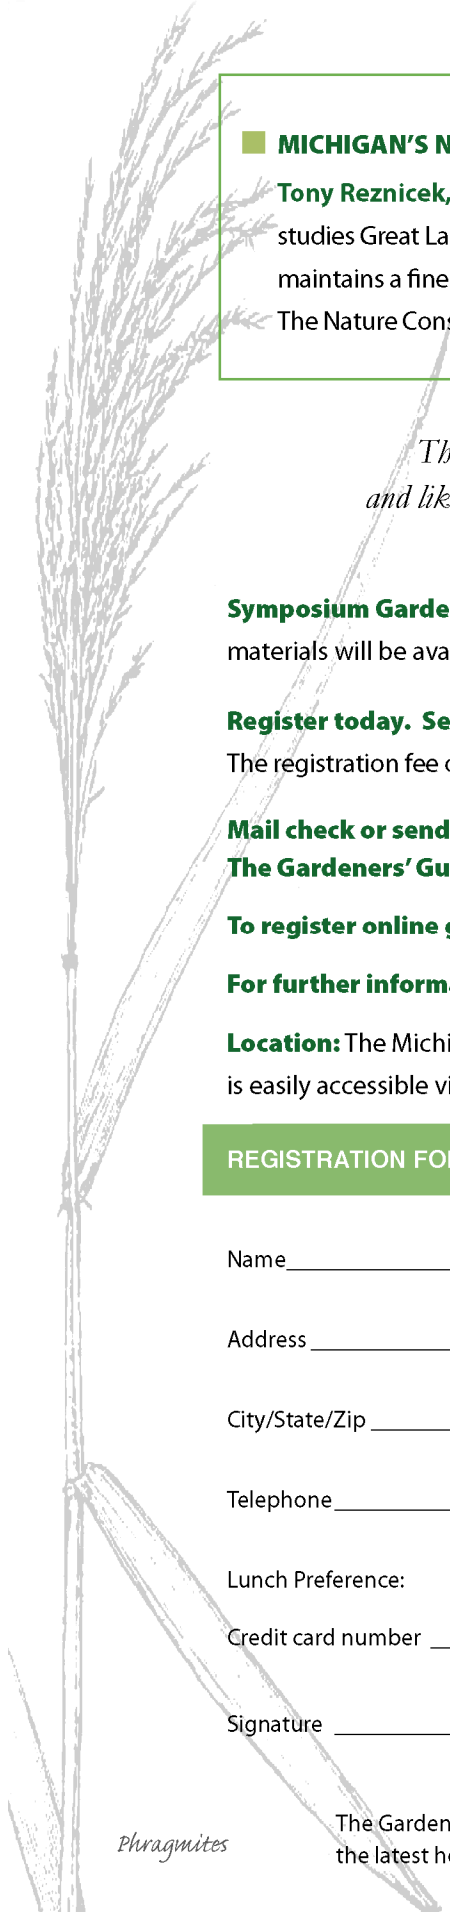 MICHIGAN'S N
Tony Reznicek,
studies Great La
maintains a fine
The Nature Cons
Th
and lik
Symposium Garde
materials will be ava
Register today. Se
The registration fee o
Mail check or send
The Gardeners' Gu
To register online g
For further informa
Location: The Michi
is easily accessible vi
REGISTRATION FO
Name
Address
City/State/Zip
Telephone
Lunch Preference:
Credit card number
Signature
The Garden
the latest ho
Phragmites